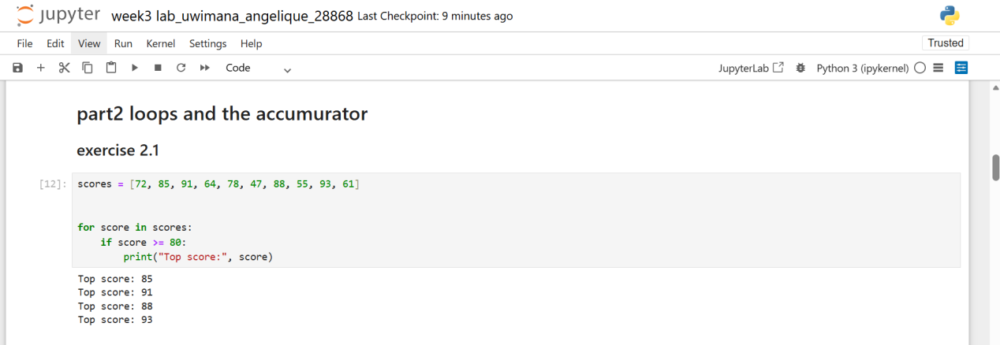 jupyter week3 lab_uwimana_angelique_28868 Last Checkpoint: 9 minutes ago
File Edit View Run Kernel Settings Help
Trusted
Code
JupyterLab
Python 3 (ipykernel)
part2 loops and the accumurator
exercise 2.1
[12]: scores = [72, 85, 91, 64, 78, 47, 88, 55, 93, 61]
for score in scores:
    if score >= 80:
        print("Top score:", score)
Top score: 85
Top score: 91
Top score: 88
Top score: 93